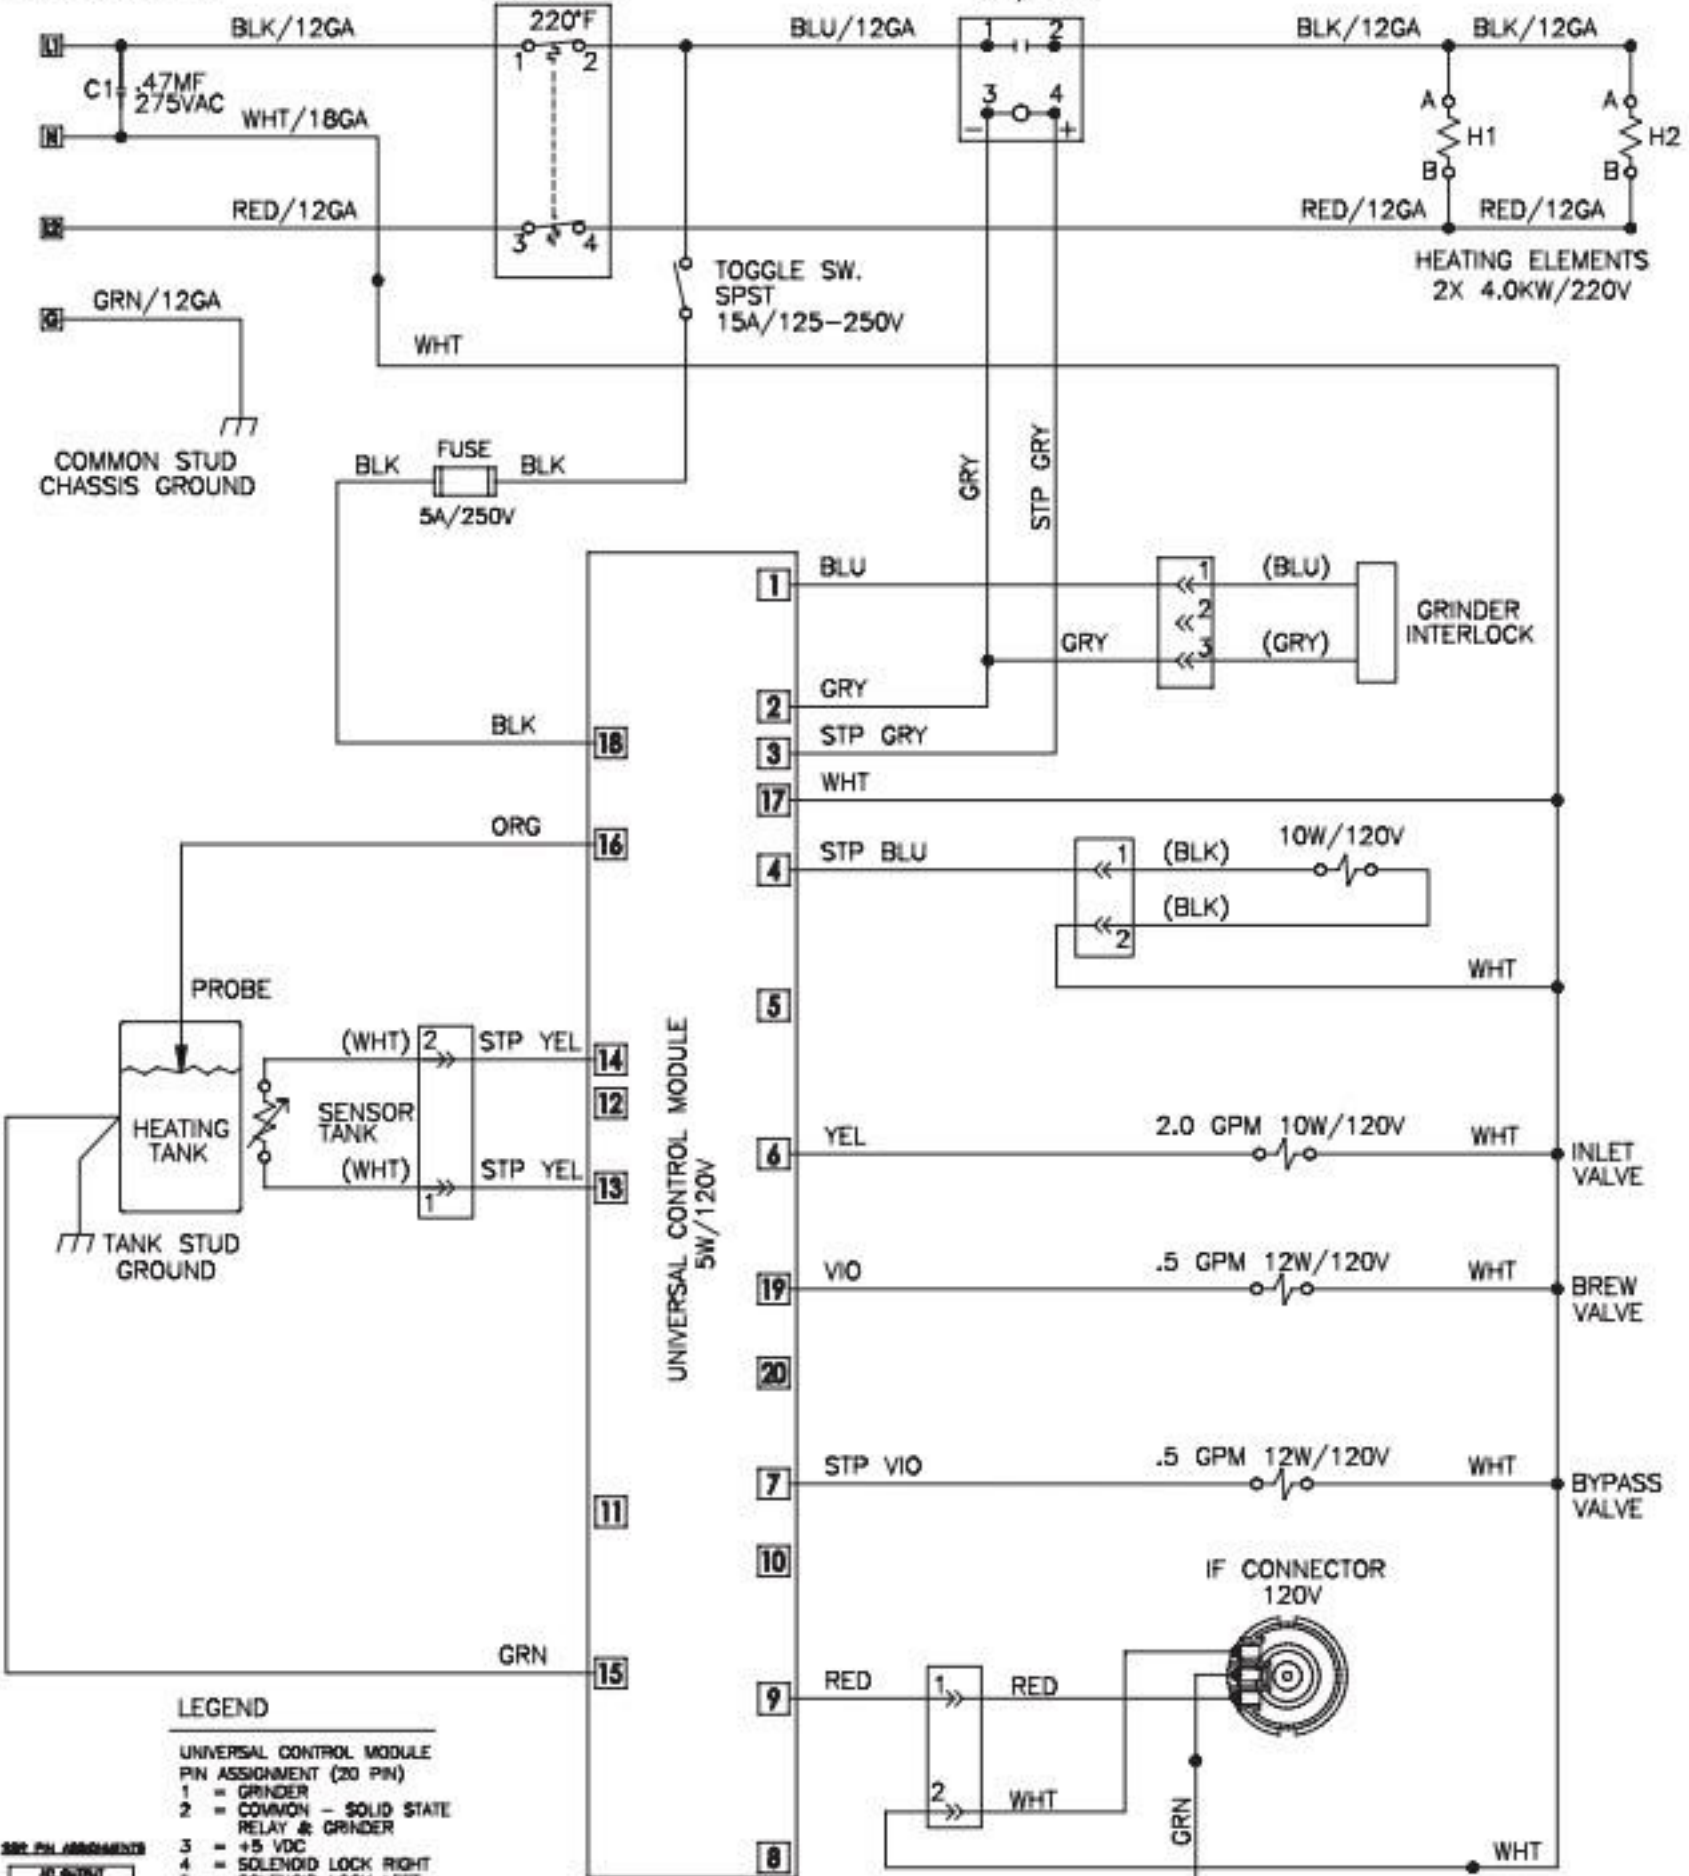 220°F
BLK/12GA
BLU/12GA
BLK/12GA
BLK/12GA
L1
1
2
1
2
C1
.47MF
275VAC
WHT/18GA
N
3
4
-
+
A
H1
B
A
H2
B
RED/12GA
L2
3
4
RED/12GA
RED/12GA
HEATING ELEMENTS
2X 4.0KW/220V
TOGGLE SW.
SPST
15A/125-250V
GRN/12GA
G
WHT
COMMON STUD
CHASSIS GROUND
FUSE
BLK
BLK
5A/250V
GRY
STP GRY
1
BLU
1
2
3
(BLU)
GRY
(GRY)
GRINDER
INTERLOCK
2
GRY
BLK
18
3
STP GRY
17
WHT
ORG
16
4
STP BLU
1
2
(BLK)
10W/120V
(BLK)
WHT
PROBE
5
HEATING
TANK
(WHT)
2
STP YEL
14
SENSOR
TANK
12
(WHT)
1
STP YEL
13
TANK STUD
GROUND
UNIVERSAL CONTROL MODULE
5W/120V
6
YEL
2.0 GPM 10W/120V
WHT
INLET
VALVE
19
VIO
.5 GPM 12W/120V
WHT
BREW
VALVE
20
7
STP VIO
.5 GPM 12W/120V
WHT
BYPASS
VALVE
11
10
IF CONNECTOR
120V
GRN
15
9
RED
1
RED
2
WHT
GRN
8
WHT
LEGEND
UNIVERSAL CONTROL MODULE
PIN ASSIGNMENT (20 PIN)
1 = GRINDER
2 = COMMON - SOLID STATE
RELAY & GRINDER
3 = +5 VDC
4 = SOLENOID LOCK RIGHT
SSR PIN ASSIGNMENTS